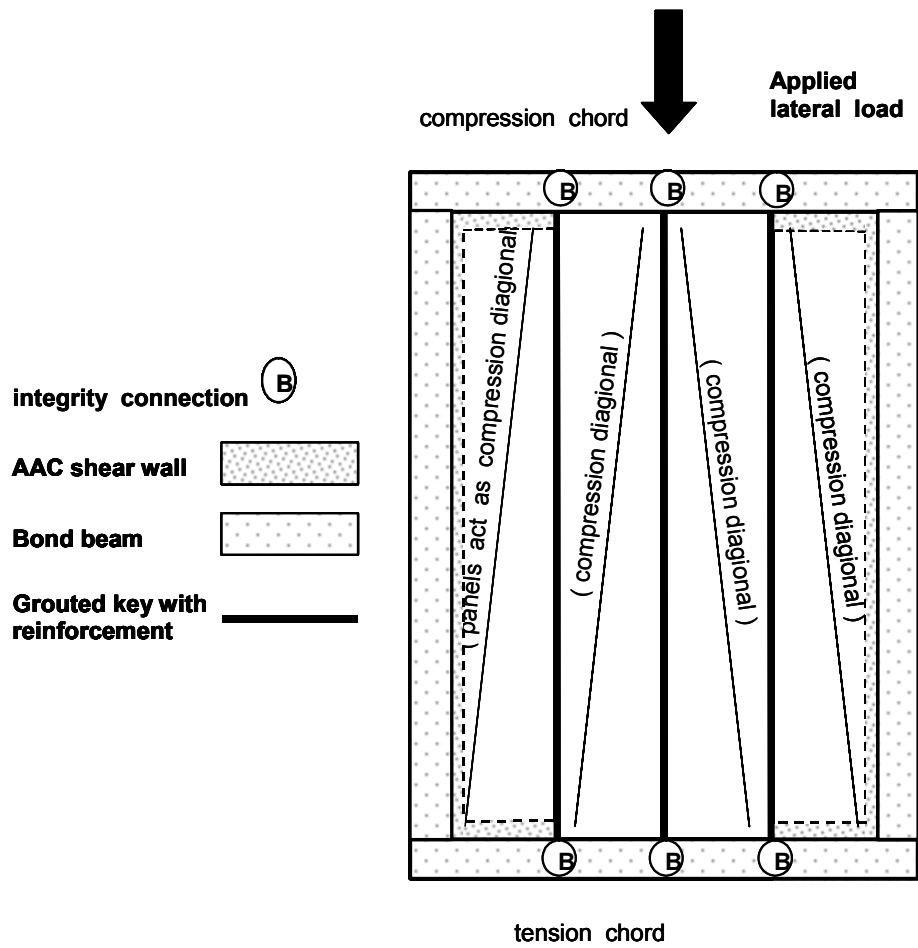 Applied
lateral load
compression chord
B
B
B
( panels act as compression diagional
( compression diagional )
( compression diagional )
( compression diagional )
integrity connection B
AAC shear wall
Bond beam
Grouted key with
reinforcement
B
B
B
tension chord